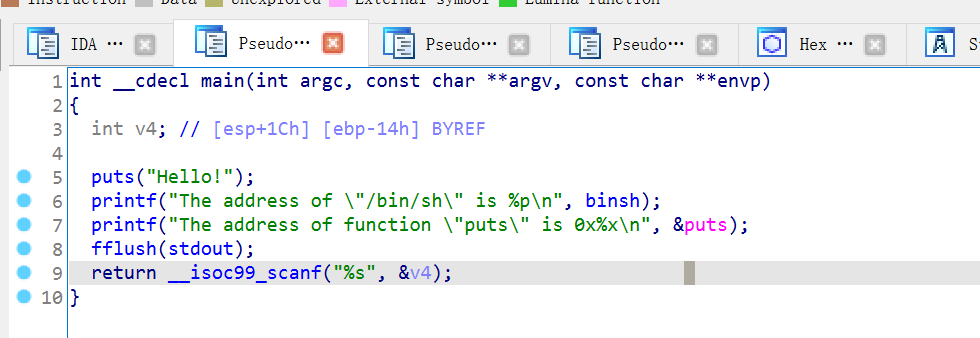 Instruction Data Unexplored External symbol Lumina function
IDA ··· Pseudo··· Pseudo··· Pseudo··· Hex ··· A S
1 int __cdecl main(int argc, const char **argv, const char **envp)
2 {
3 int v4; // [esp+1Ch] [ebp-14h] BYREF
4
5 puts("Hello!");
6 printf("The address of \"/bin/sh\" is %p\n", binsh);
7 printf("The address of function \"puts\" is 0x%x\n", &puts);
8 fflush(stdout);
9 return __isoc99_scanf("%s", &v4);
10 }